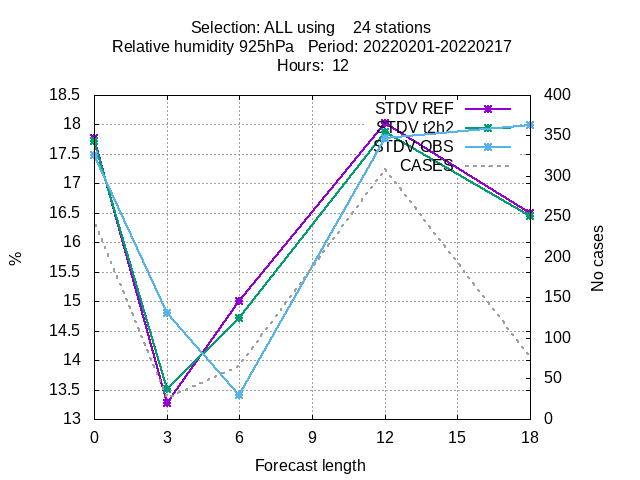 Selection: ALL using    24 stations
Relative humidity 925hPa   Period: 20220201-20220217
Hours:  12
STDV REF
STDV t2h2
STDV OBS
CASES
18.5
18
17.5
17
16.5
16
15.5
15
14.5
14
13.5
13
%
400
350
300
250
200
150
100
50
0
No cases
0 3 6 9 12 15 18
Forecast length